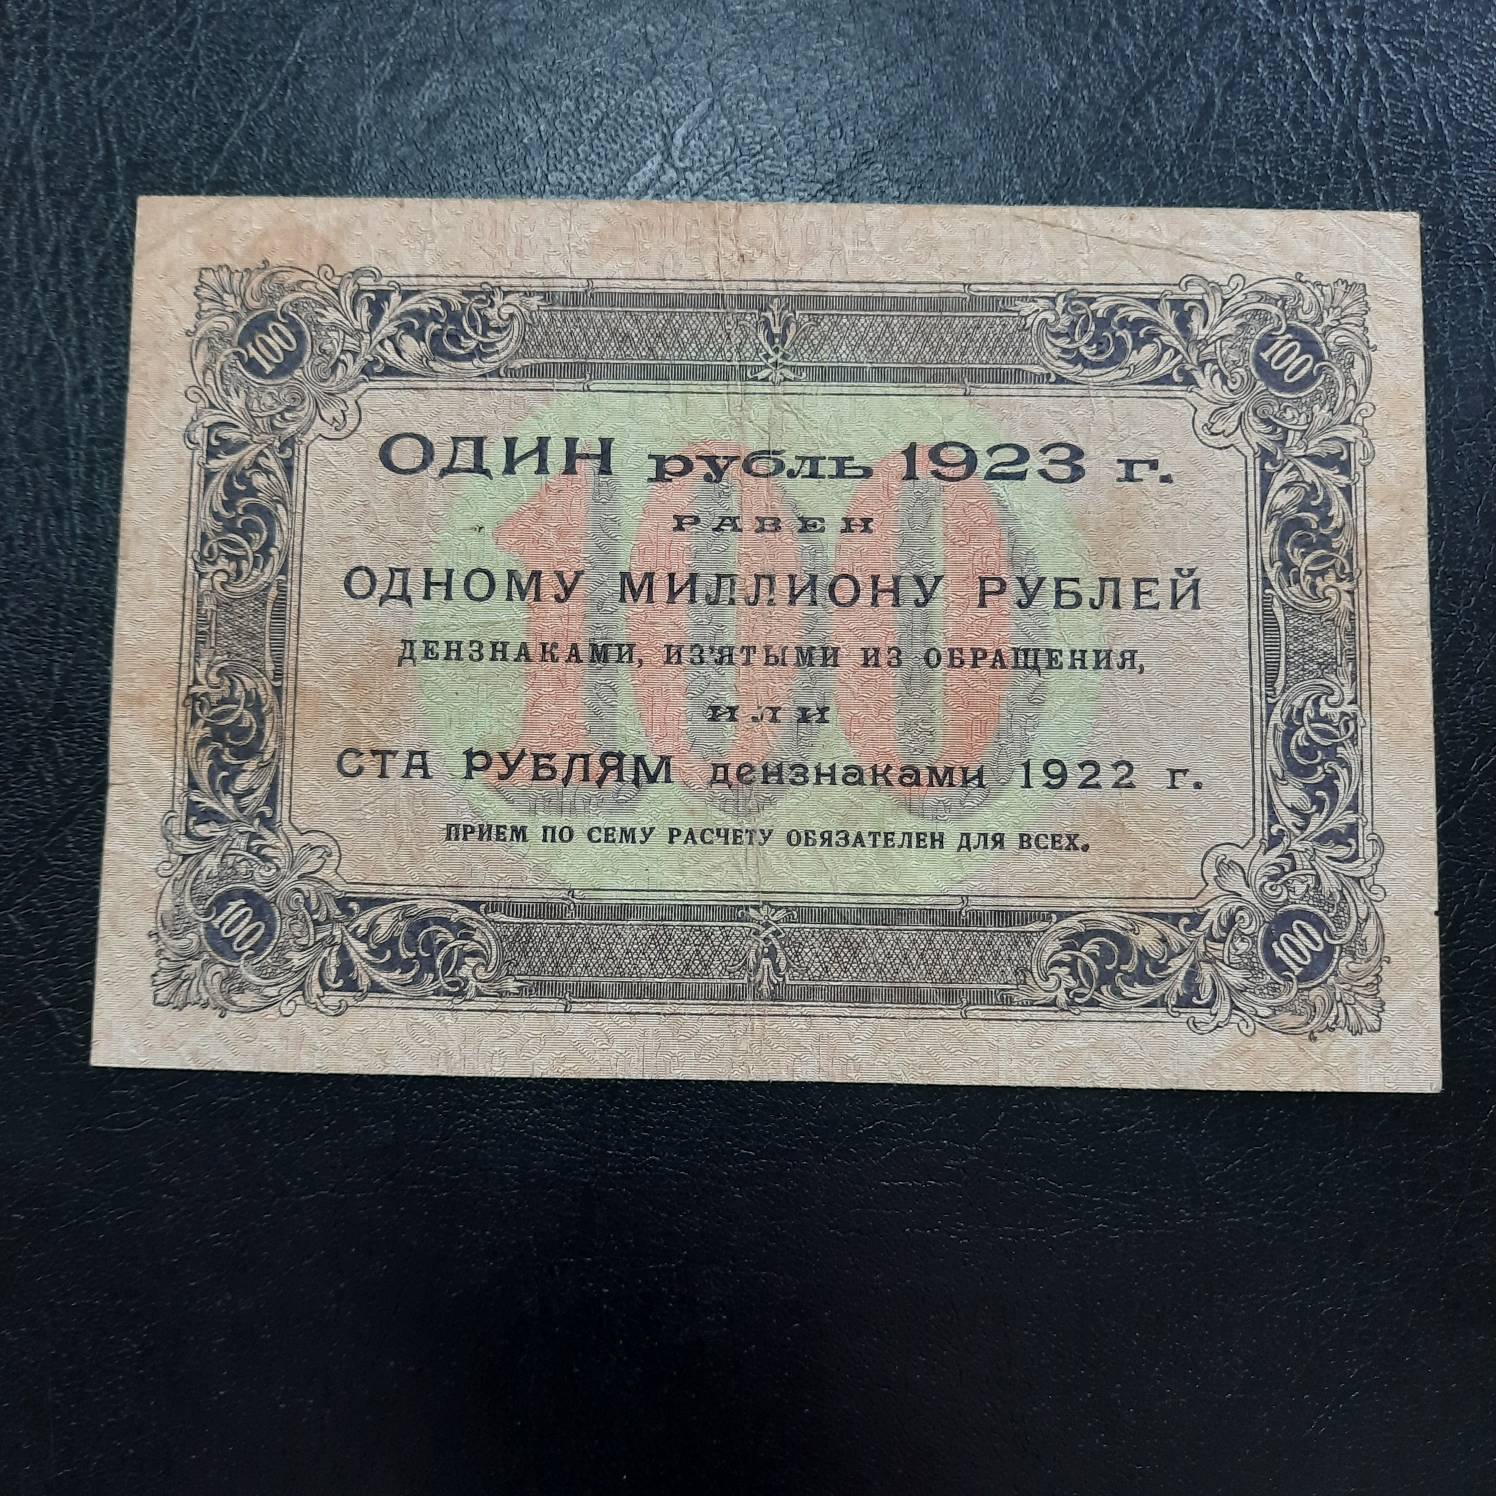 100 100
100
ОДИН рубль 1923 г.
РАВЕН
ОДНОМУ МИЛЛИОНУ РУБЛЕЙ
ДЕНЗНАКАМИ, ИЗ'ЯТЫМИ ИЗ ОБРАЩЕНИЯ,
ИЛИ
СТА РУБЛЯМ дензнаками 1922 г.
ПРИЕМ ПО СЕМУ РАСЧЕТУ ОБЯЗАТЕЛЕН ДЛЯ ВСЕХ.
100 100